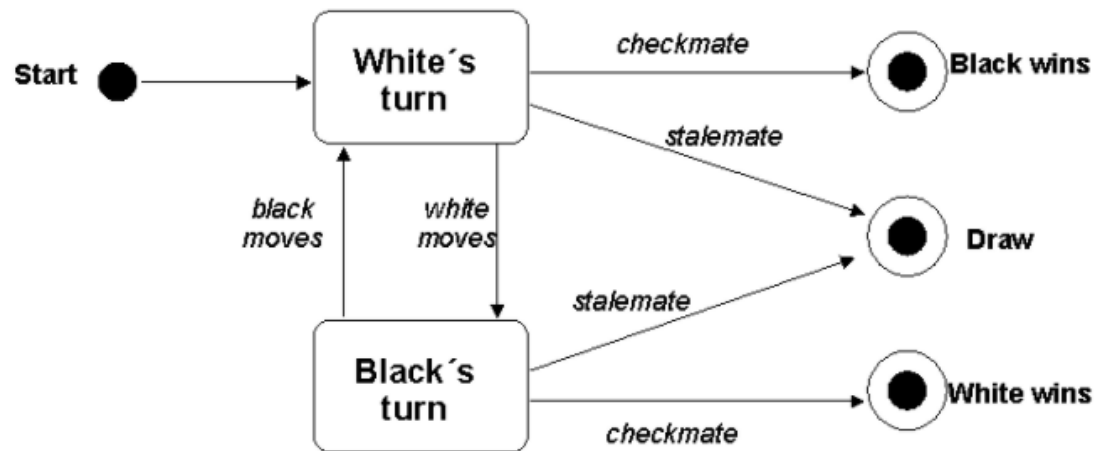 Start
White´s
turn
checkmate
Black wins
stalemate
black
moves
white
moves
Draw
stalemate
Black´s
turn
White wins
checkmate